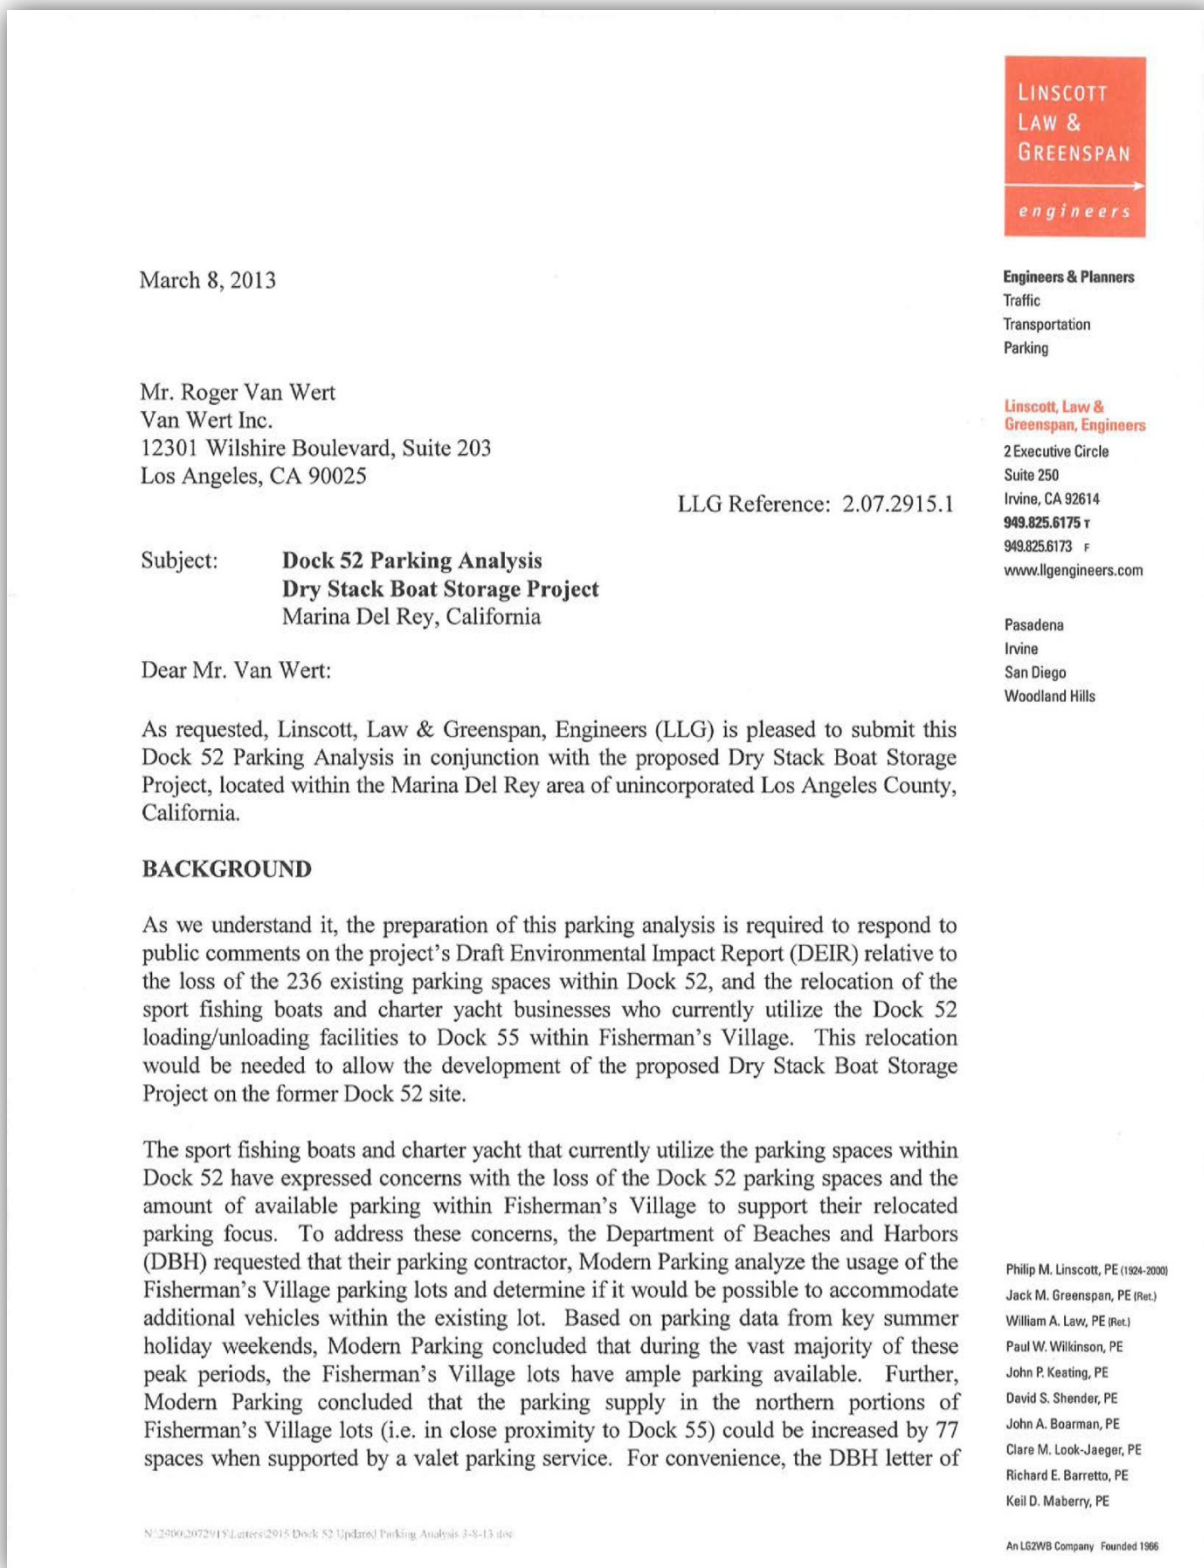 LINSCOTT
LAW &
GREENSPAN
engineers
March 8, 2013
Engineers & Planners
Traffic
Transportation
Parking
Mr. Roger Van Wert
Van Wert Inc.
12301 Wilshire Boulevard, Suite 203
Los Angeles, CA 90025
LLG Reference: 2.07.2915.1
Linscott, Law &
Greenspan, Engineers
2 Executive Circle
Suite 250
Irvine, CA 92614
949.825.6175 T
949.825.6173 F
www.llgengineers.com
Pasadena
Irvine
San Diego
Woodland Hills
Subject: Dock 52 Parking Analysis
Dry Stack Boat Storage Project
Marina Del Rey, California
Dear Mr. Van Wert:
As requested, Linscott, Law & Greenspan, Engineers (LLG) is pleased to submit this
Dock 52 Parking Analysis in conjunction with the proposed Dry Stack Boat Storage
Project, located within the Marina Del Rey area of unincorporated Los Angeles County,
California.
BACKGROUND
As we understand it, the preparation of this parking analysis is required to respond to
public comments on the project's Draft Environmental Impact Report (DEIR) relative to
the loss of the 236 existing parking spaces within Dock 52, and the relocation of the
sport fishing boats and charter yacht businesses who currently utilize the Dock 52
loading/unloading facilities to Dock 55 within Fisherman's Village. This relocation
would be needed to allow the development of the proposed Dry Stack Boat Storage
Project on the former Dock 52 site.
The sport fishing boats and charter yacht that currently utilize the parking spaces within
Dock 52 have expressed concerns with the loss of the Dock 52 parking spaces and the
amount of available parking within Fisherman's Village to support their relocated
parking focus. To address these concerns, the Department of Beaches and Harbors
(DBH) requested that their parking contractor, Modern Parking analyze the usage of the
Fisherman's Village parking lots and determine if it would be possible to accommodate
additional vehicles within the existing lot. Based on parking data from key summer
holiday weekends, Modern Parking concluded that during the vast majority of these
peak periods, the Fisherman's Village lots have ample parking available. Further,
Modern Parking concluded that the parking supply in the northern portions of
Fisherman's Village lots (i.e. in close proximity to Dock 55) could be increased by 77
spaces when supported by a valet parking service. For convenience, the DBH letter of
Philip M. Linscott, PE (1924-2000)
Jack M. Greenspan, PE (Ret.)
William A. Law, PE (Ret.)
Paul W. Wilkinson, PE
John P. Keating, PE
David S. Shender, PE
John A. Boarman, PE
Clare M. Look-Jaeger, PE
Richard E. Barretto, PE
Keil D. Maberry, PE
N:\2900\2072915\Letters\2915 Dock 52 Updated Parking Analysis 3-8-13.doc
An LG2WB Company Founded 1966